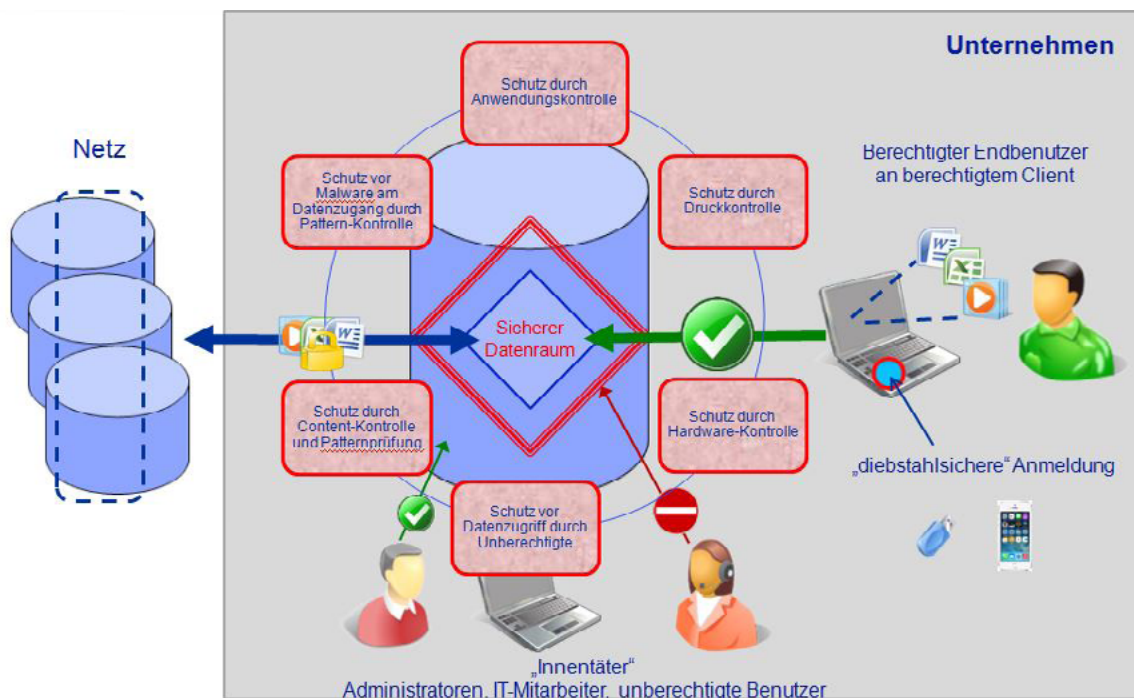 Unternehmen
Schutz durch
Anwendungskontrolle
Netz
Berechtigter Endbenutzer
an berechtigtem Client
Schutz vor
Malware am
Datenzugang durch
Pattern-Kontrolle
Schutz durch
Druckkontrolle
W
X
Sicherer
Datenraum
W
Schutz durch
Content-Kontrolle
und Patternprüfung
Schutz durch
Hardware-Kontrolle
„diebstahlsichere“ Anmeldung
Schutz vor
Datenzugriff durch
Unberechtigte
„Innentäter“
Administratoren, IT-Mitarbeiter, unberechtigte Benutzer